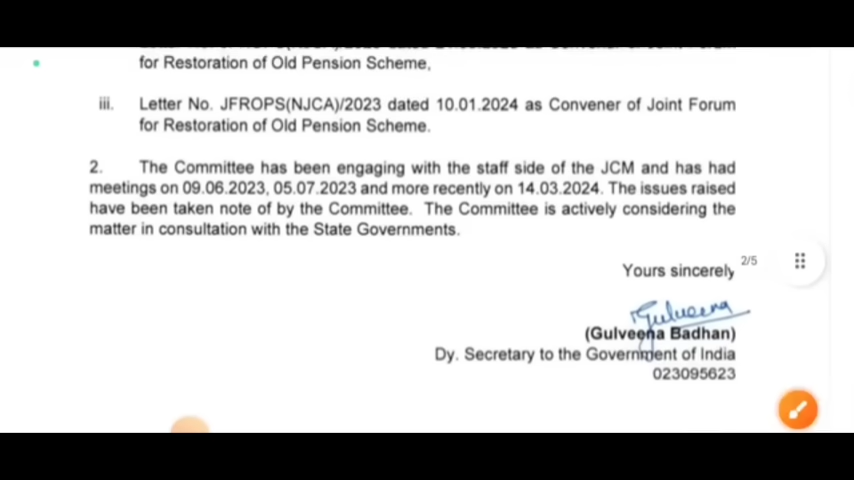 for Restoration of Old Pension Scheme,
iii. Letter No. JFROPS(NJCA)/2023 dated 10.01.2024 as Convener of Joint Forum
for Restoration of Old Pension Scheme.
2. The Committee has been engaging with the staff side of the JCM and has had
meetings on 09.06.2023, 05.07.2023 and more recently on 14.03.2024. The issues raised
have been taken note of by the Committee. The Committee is actively considering the
matter in consultation with the State Governments.
2/5
Yours sincerely
Gulveena
(Gulveena Badhan)
Dy. Secretary to the Government of India
023095623